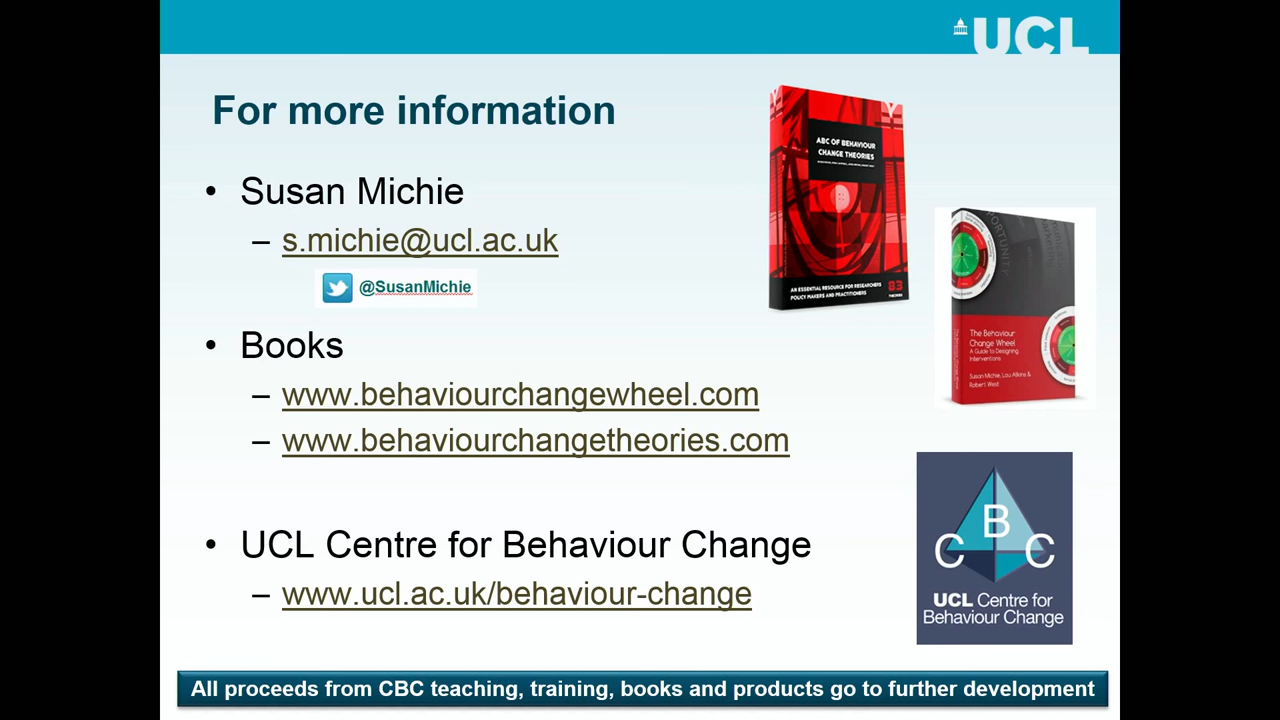 UCL
For more information
• Susan Michie
– s.michie@ucl.ac.uk
@SusanMichie
• Books
– www.behaviourchangewheel.com
– www.behaviourchangetheories.com
• UCL Centre for Behaviour Change
– www.ucl.ac.uk/behaviour-change
ABC OF BEHAVIOUR
CHANGE THEORIES
AN ESSENTIAL RESOURCE FOR RESEARCHERS
POLICY MAKERS AND PRACTITIONERS
83
THEORIES
The Behaviour
Change Wheel
A Guide to Designing
Interventions
Susan Michie, Lou Atkins &
Robert West
C B C
UCL Centre for
Behaviour Change
All proceeds from CBC teaching, training, books and products go to further development